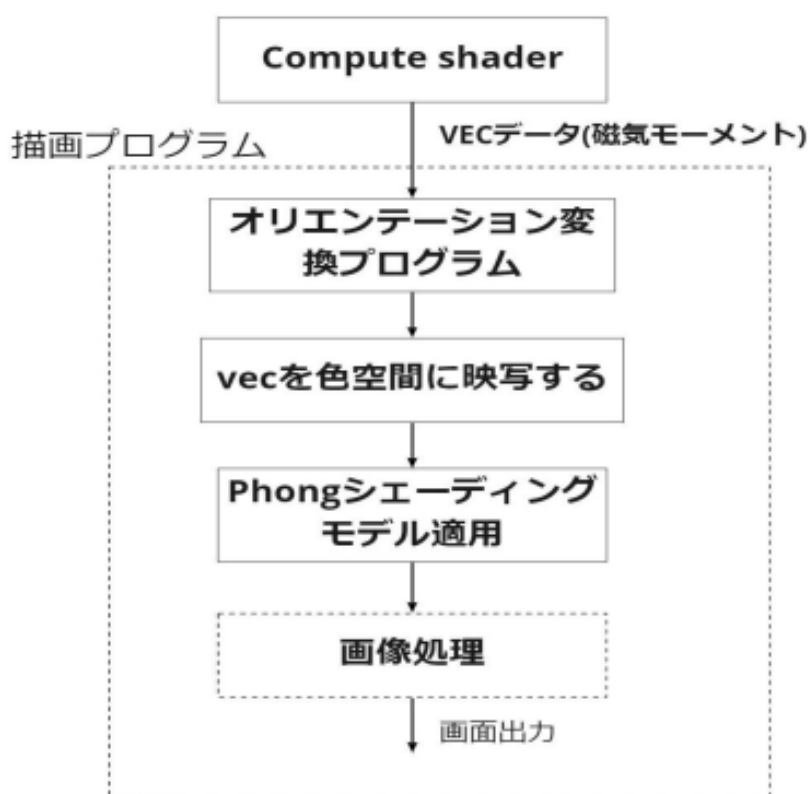 Compute shader
VECデータ(磁気モーメント)
描画プログラム
オリエンテーション変
換プログラム
vecを色空間に映写する
Phongシェーディング
モデル適用
画像処理
画面出力